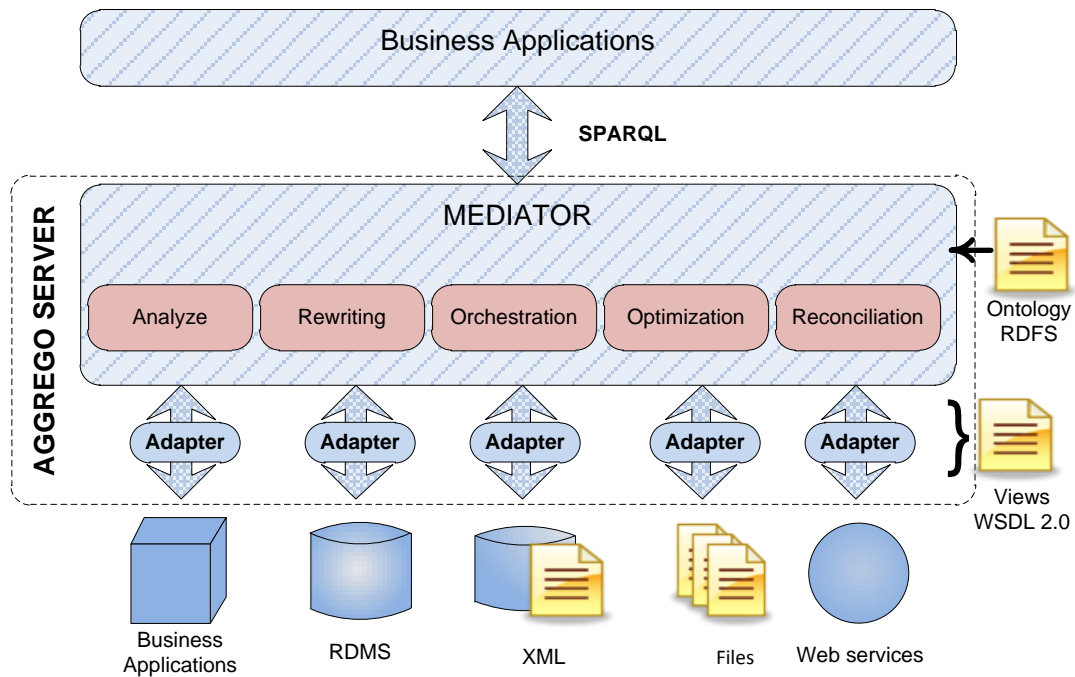 Business Applications
SPARQL
AGGREGO SERVER
MEDIATOR
Analyze
Rewriting
Orchestration
Optimization
Reconciliation
Ontology
RDFS
Adapter
Adapter
Adapter
Adapter
Adapter
Views
WSDL 2.0
Business
Applications
RDMS
XML
Files
Web services